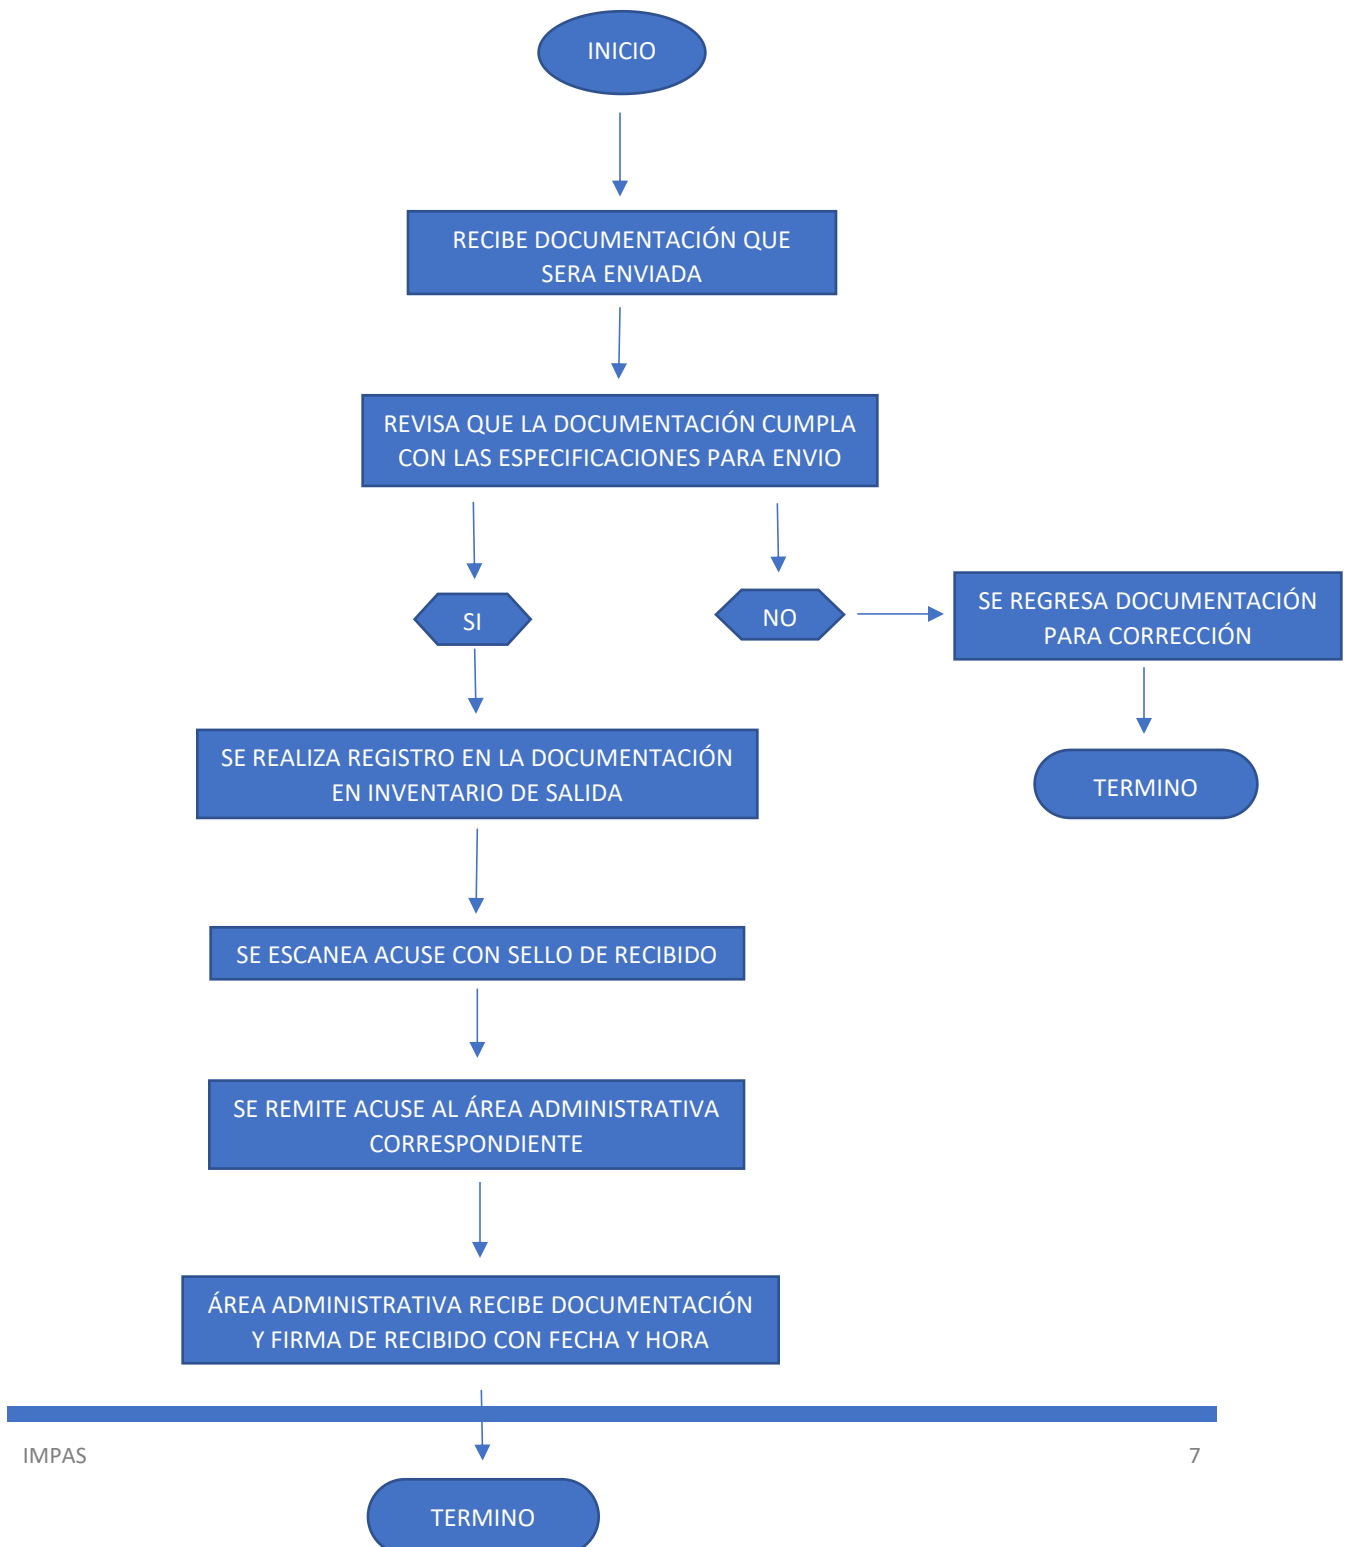 INICIO
RECIBE DOCUMENTACIÓN QUE
SERA ENVIADA
REVISA QUE LA DOCUMENTACIÓN CUMPLA
CON LAS ESPECIFICACIONES PARA ENVIO
SI
NO
SE REGRESA DOCUMENTACIÓN
PARA CORRECCIÓN
TERMINO
SE REALIZA REGISTRO EN LA DOCUMENTACIÓN
EN INVENTARIO DE SALIDA
SE ESCANEA ACUSE CON SELLO DE RECIBIDO
SE REMITE ACUSE AL ÁREA ADMINISTRATIVA
CORRESPONDIENTE
ÁREA ADMINISTRATIVA RECIBE DOCUMENTACIÓN
Y FIRMA DE RECIBIDO CON FECHA Y HORA
IMPAS
7
TERMINO